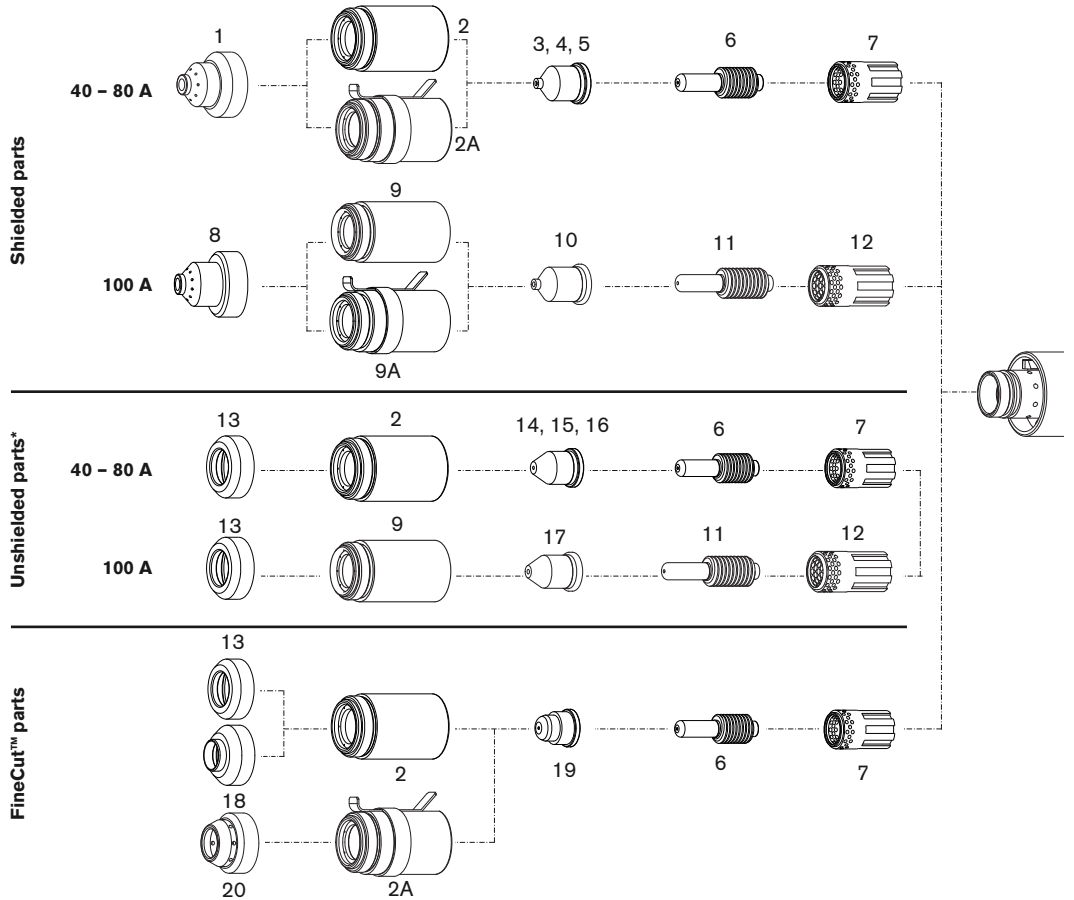 Shielded parts
1
2
3, 4, 5
6
7
40 – 80 A
2A
9
8
10
11
12
100 A
9A
Unshielded parts*
13
2
14, 15, 16
6
7
40 – 80 A
13
9
17
11
12
100 A
FineCut™ parts
13
2
19
6
7
18
20
2A